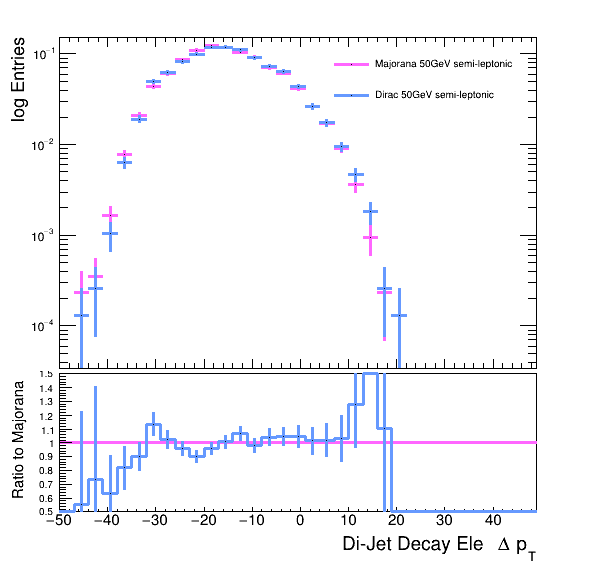 log Entries
10⁻¹
10⁻²
10⁻³
10⁻⁴
Majorana 50GeV semi-leptonic
Dirac 50GeV semi-leptonic
Ratio to Majorana
1.5
1.4
1.3
1.2
1.1
1
0.9
0.8
0.7
0.6
0.5
−50 −40 −30 −20 −10 0 10 20 30 40
Di-Jet Decay Ele Δ p_T